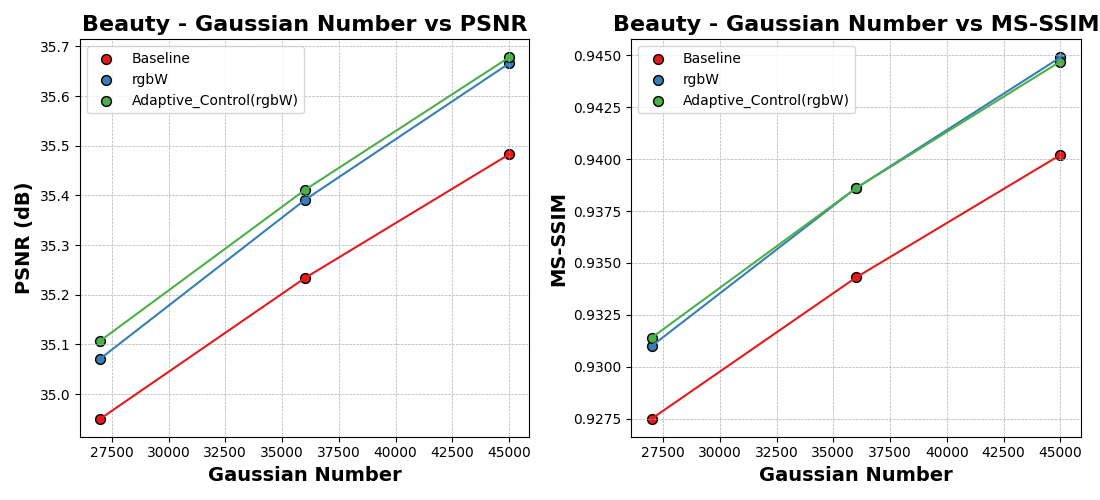 Beauty - Gaussian Number vs PSNR
35.7
35.6
35.5
35.4
35.3
35.2
35.1
35.0
PSNR (dB)
Baseline
rgbW
Adaptive_Control(rgbW)
27500 30000 32500 35000 37500 40000 42500 45000
Gaussian Number
Beauty - Gaussian Number vs MS-SSIM
0.9450
0.9425
0.9400
0.9375
0.9350
0.9325
0.9300
0.9275
MS-SSIM
Baseline
rgbW
Adaptive_Control(rgbW)
27500 30000 32500 35000 37500 40000 42500 45000
Gaussian Number